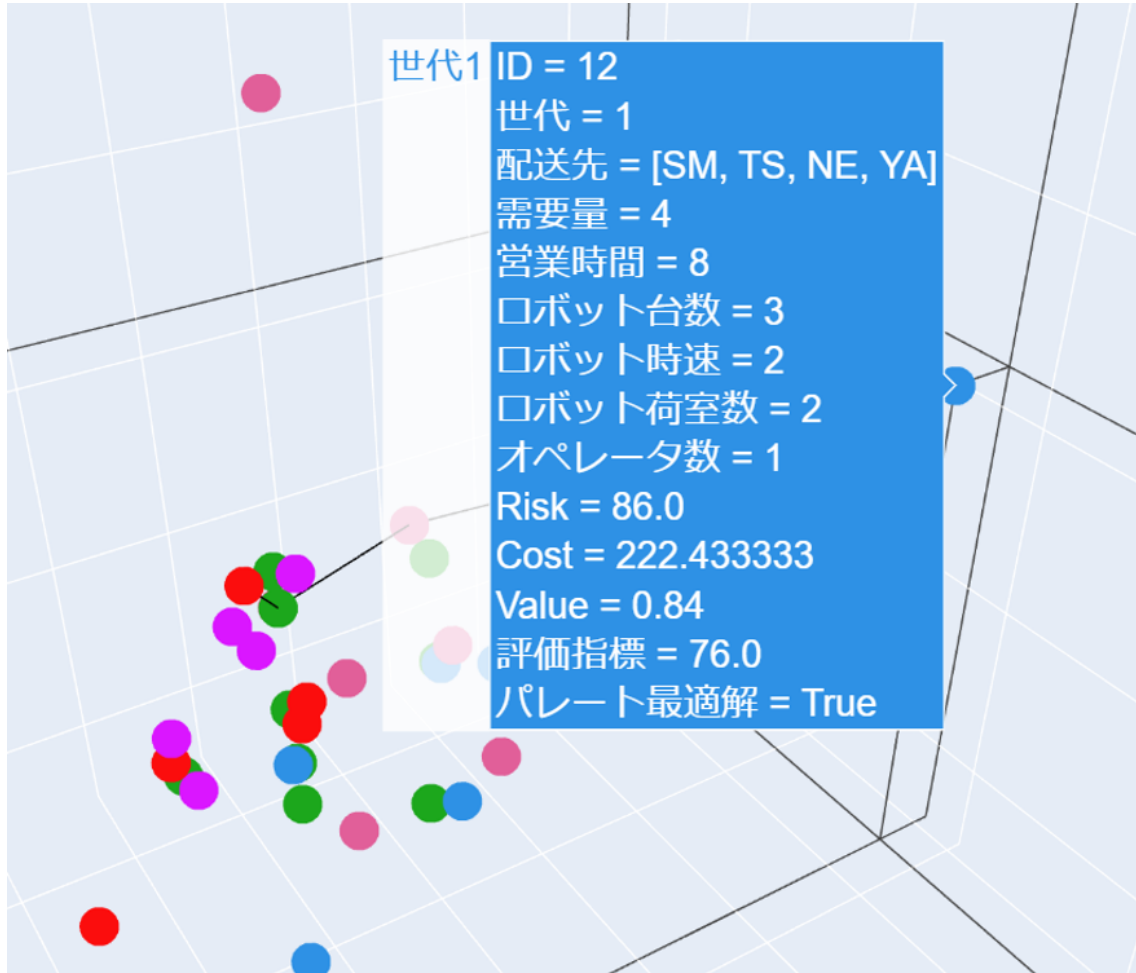 世代1
ID = 12
世代 = 1
配送先 = [SM, TS, NE, YA]
需要量 = 4
営業時間 = 8
ロボット台数 = 3
ロボット時速 = 2
ロボット荷室数 = 2
オペレータ数 = 1
Risk = 86.0
Cost = 222.433333
Value = 0.84
評価指標 = 76.0
パレート最適解 = True